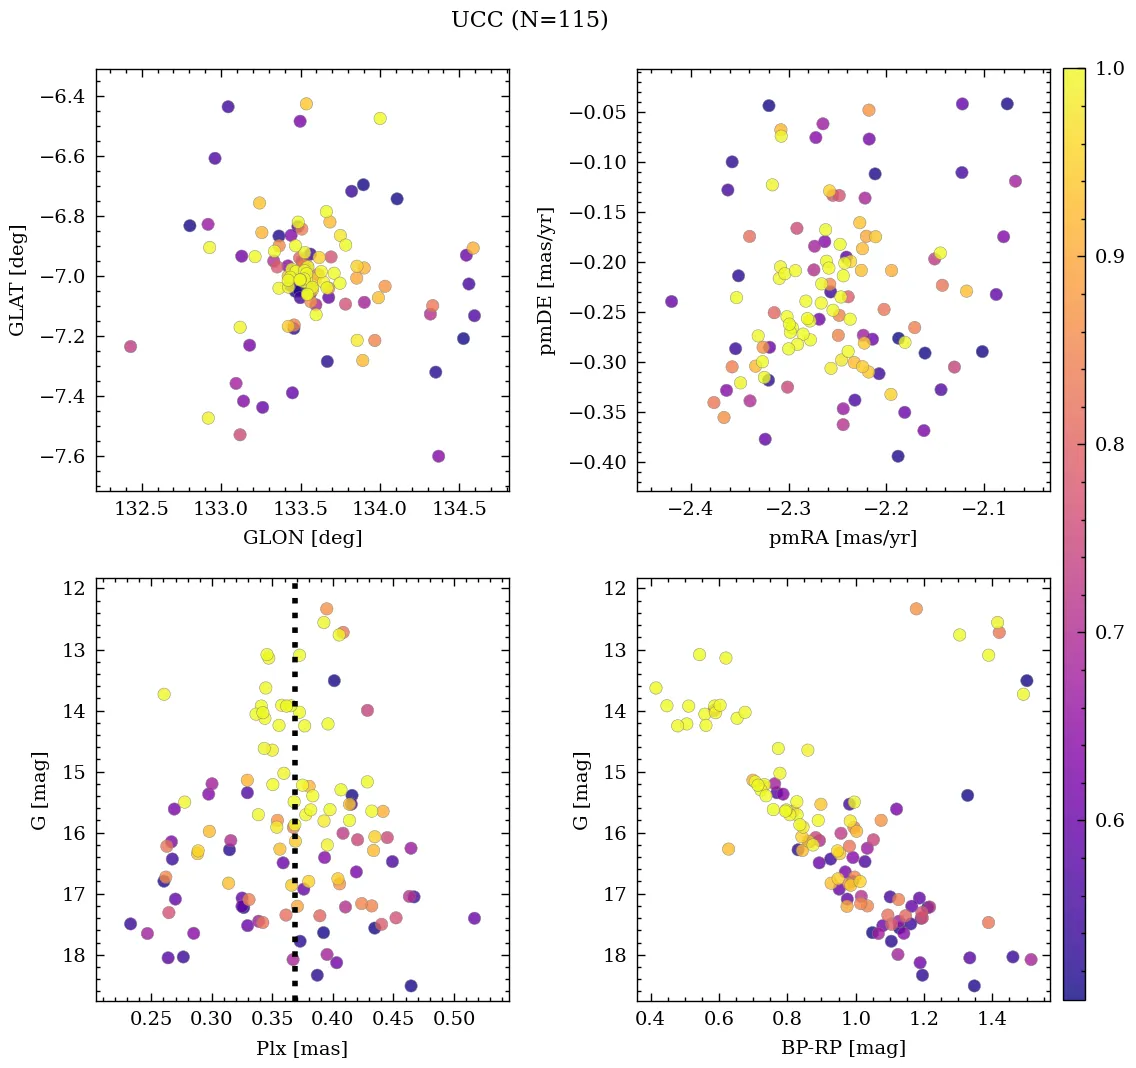 UCC (N=115)
−6.4
−6.6
−6.8
−7.0
−7.2
−7.4
−7.6
GLAT [deg]
132.5 133.0 133.5 134.0 134.5
GLON [deg]
−0.05
−0.10
−0.15
−0.20
−0.25
−0.30
−0.35
−0.40
pmDE [mas/yr]
−2.4 −2.3 −2.2 −2.1
pmRA [mas/yr]
1.0
0.9
0.8
0.7
0.6
12
13
14
15
16
17
18
G [mag]
0.25 0.30 0.35 0.40 0.45 0.50
Plx [mas]
12
13
14
15
16
17
18
G [mag]
0.4 0.6 0.8 1.0 1.2 1.4
BP-RP [mag]